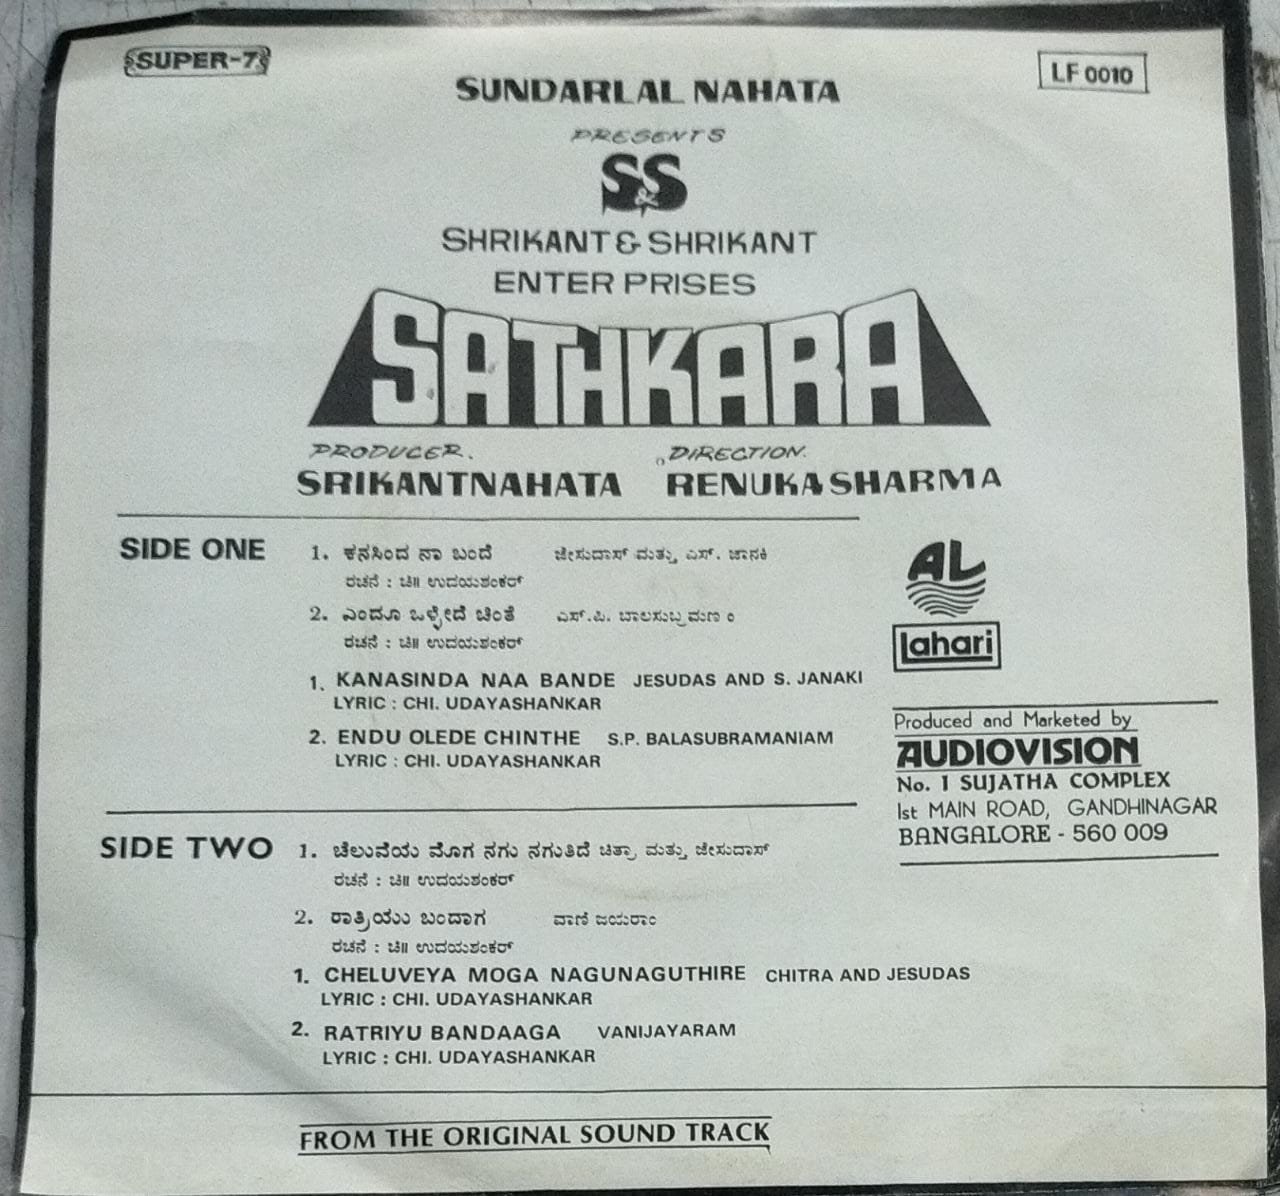 SUPER-7
LF 0010
SUNDARLAL NAHATA
PRESENTS
S&S
SHRIKANT & SHRIKANT
ENTER PRISES
SATHKARA
PRODUCER. DIRECTION.
SRIKANTNAHATA RENUKA SHARMA
SIDE ONE 1. ಕನಸಿಂದ ನಾ ಬಂದೆ ಜೇಸುದಾಸ್ ಮತ್ತು ಎಸ್. ಜಾನಕಿ
ರಚನೆ : ಚಿ॥ ಉದಯಶಂಕರ್
2. ಎಂದೂ ಒಳ್ಳೇದೆ ಚಿಂತೆ ಎಸ್.ಪಿ. ಬಾಲಸುಬ್ರಮಣ ಂ
ರಚನೆ : ಚಿ॥ ಉದಯಶಂಕರ್
1. KANASINDA NAA BANDE JESUDAS AND S. JANAKI
LYRIC : CHI. UDAYASHANKAR
2. ENDU OLEDE CHINTHE S.P. BALASUBRAMANIAM
LYRIC : CHI. UDAYASHANKAR
AL
Lahari
Produced and Marketed by
AUDIOVISION
No. 1 SUJATHA COMPLEX
1st MAIN ROAD, GANDHINAGAR
BANGALORE - 560 009
SIDE TWO 1. ಚೆಲುವೆಯ ಮೊಗ ನಗು ನಗುತಿದೆ ಚಿತ್ರಾ ಮತ್ತು ಜೇಸುದಾಸ್
ರಚನೆ : ಚಿ॥ ಉದಯಶಂಕರ್
2. ರಾತ್ರಿಯು ಬಂದಾಗ ವಾಣಿ ಜಯರಾಂ
ರಚನೆ : ಚಿ॥ ಉದಯಶಂಕರ್
1. CHELUVEYA MOGA NAGUNAGUTHIRE CHITRA AND JESUDAS
LYRIC : CHI. UDAYASHANKAR
2. RATRIYU BANDAAGA VANIJAYARAM
LYRIC : CHI. UDAYASHANKAR
FROM THE ORIGINAL SOUND TRACK